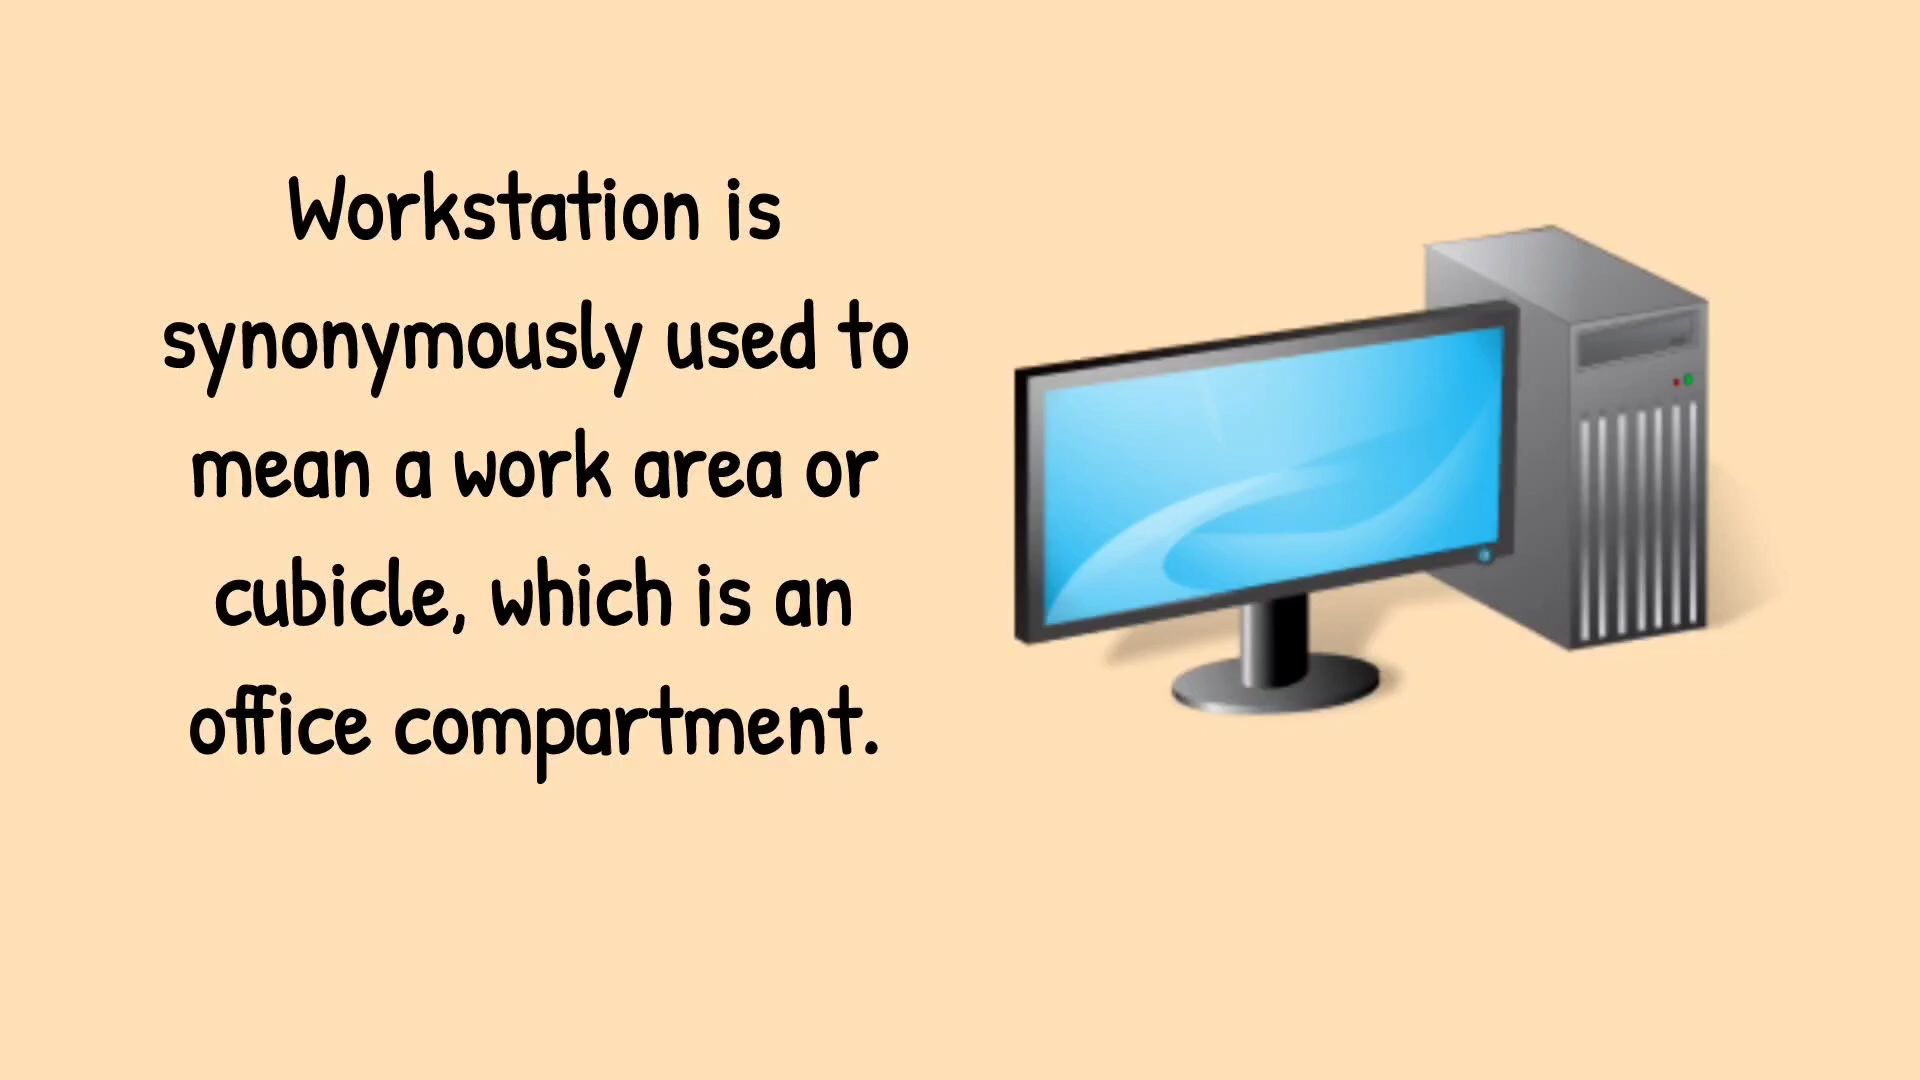 Workstation is
synonymously used to
mean a work area or
cubicle, which is an
office compartment.